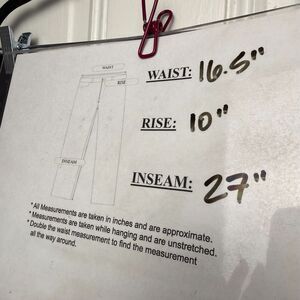 WAIST
RISE
INSEAM
WAIST: 16.5"
RISE: 10"
INSEAM: 27"
* All Measurements are taken in inches and are approximate.
* Measurements are taken while hanging and are unstretched.
* Double the waist measurement to find the measurement
all the way around.